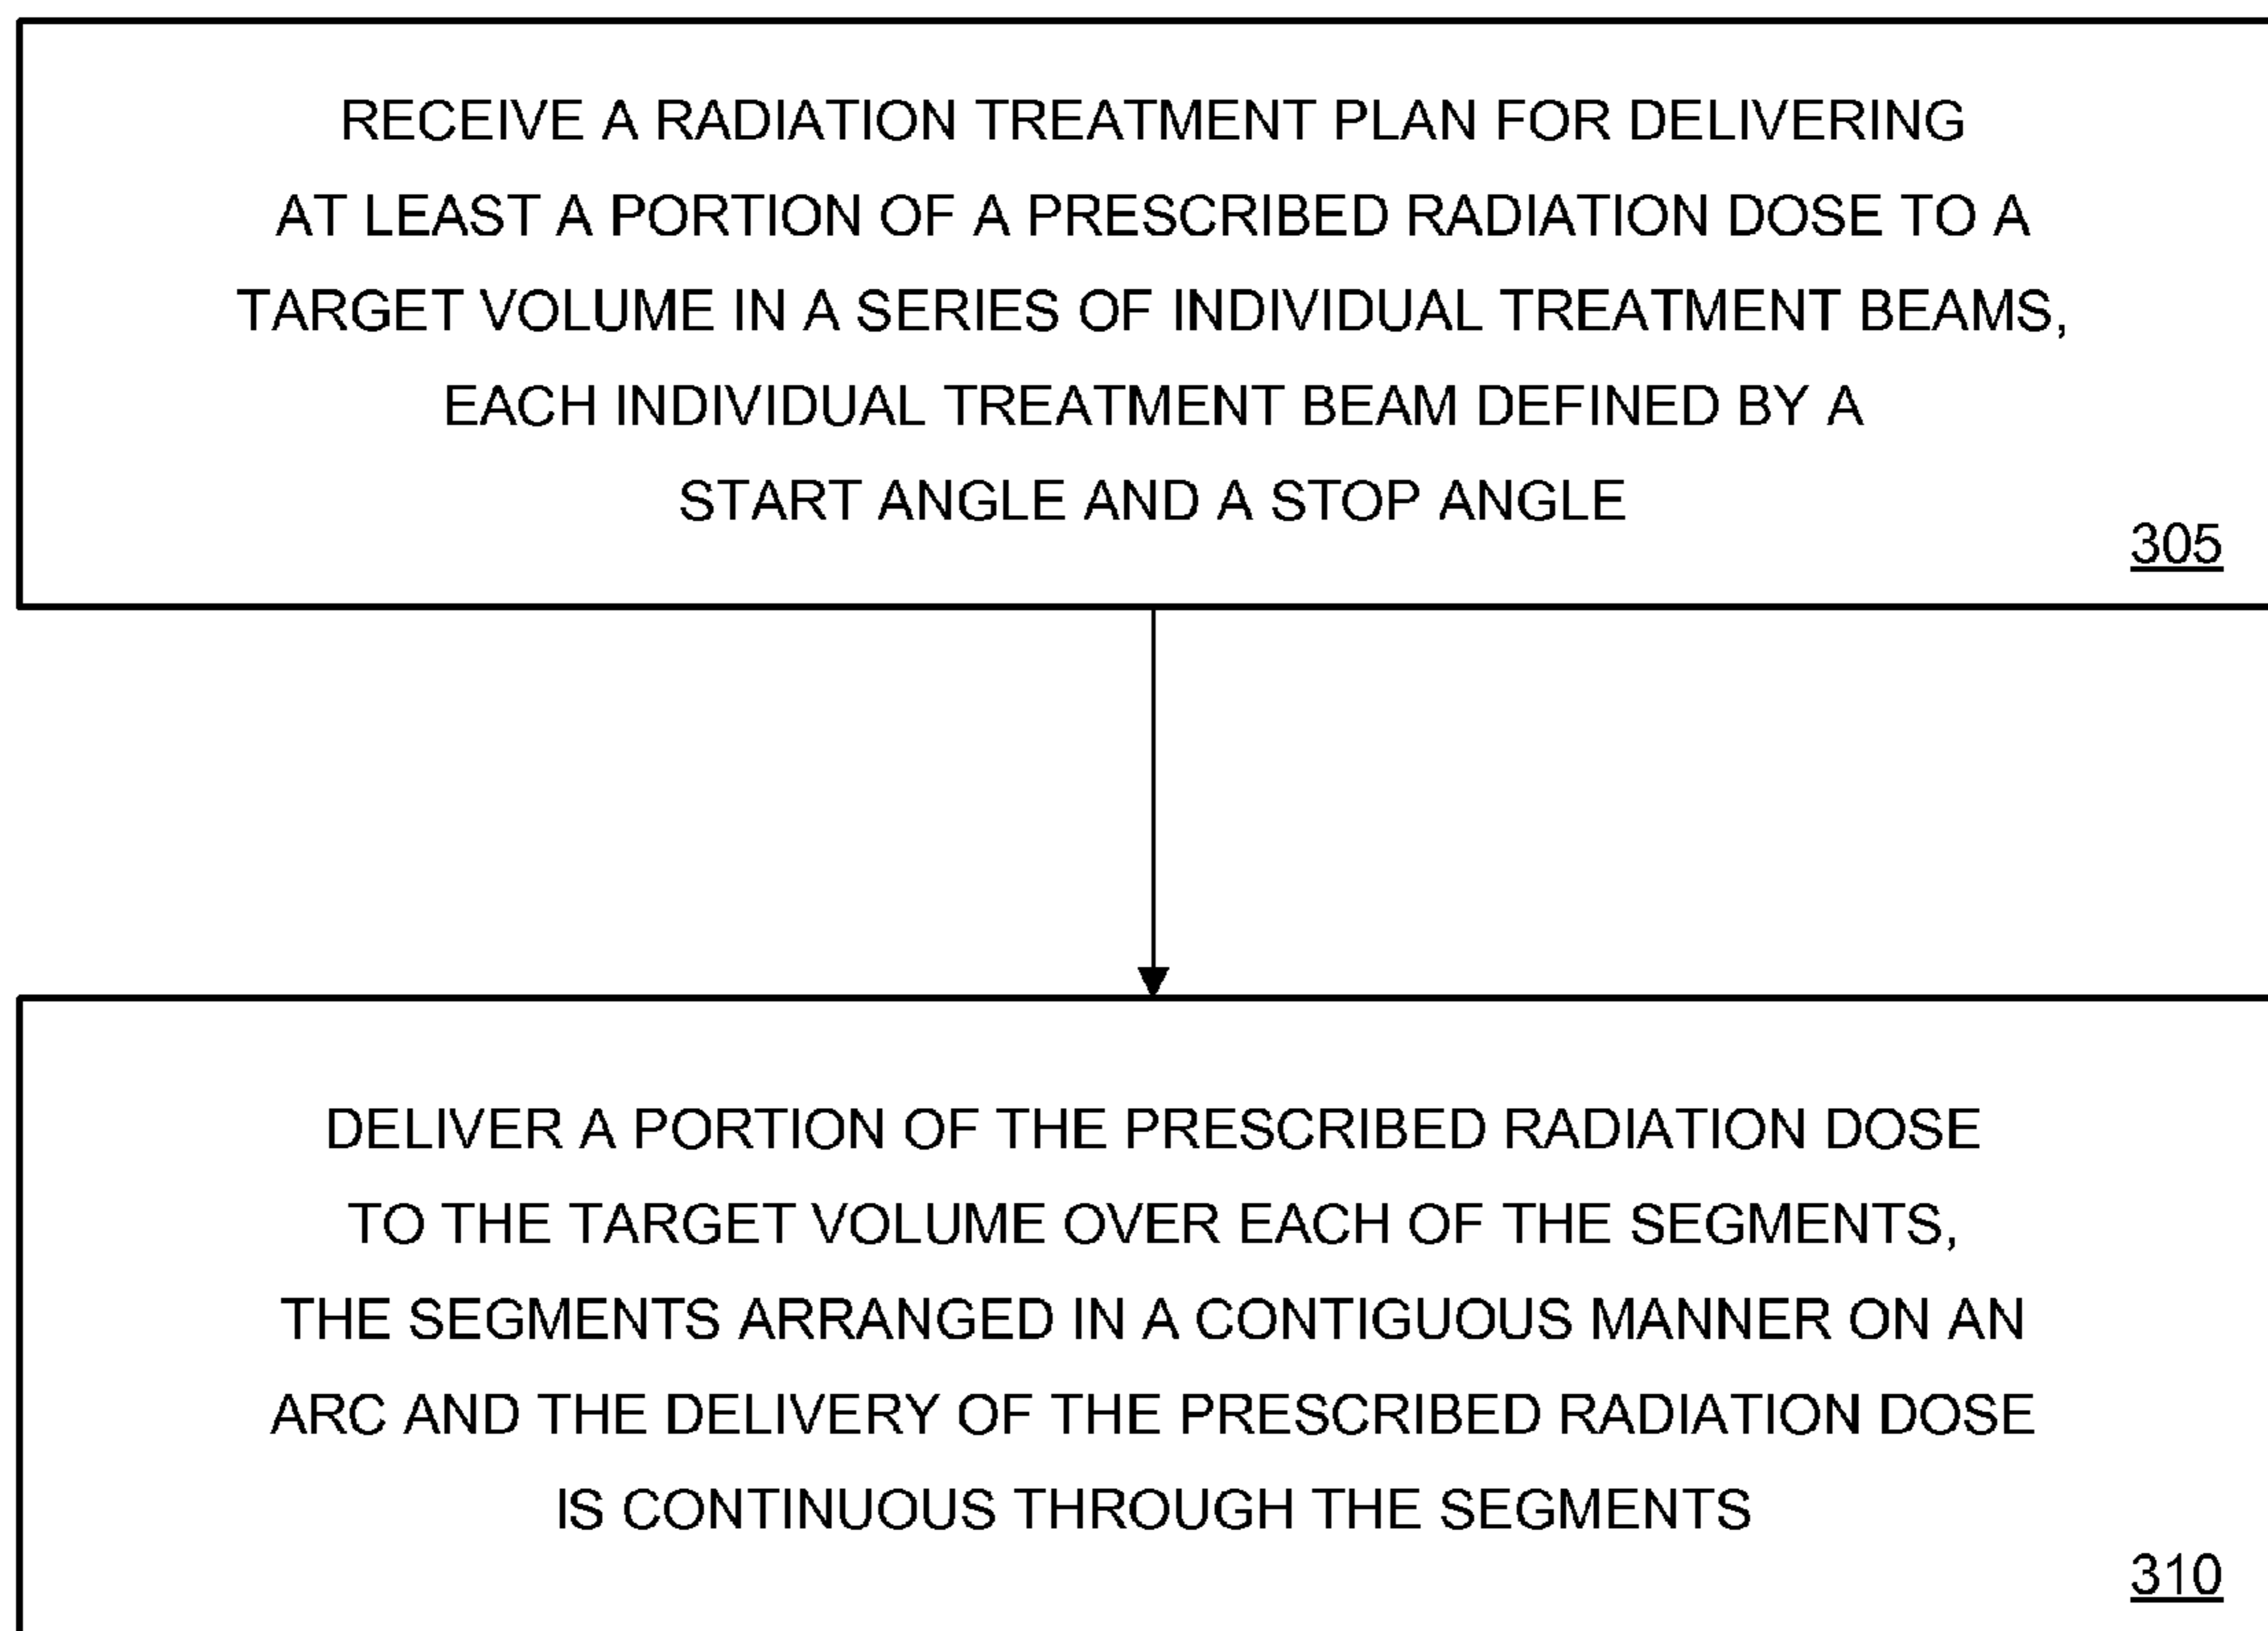 RECEIVE A RADIATION TREATMENT PLAN FOR DELIVERING
AT LEAST A PORTION OF A PRESCRIBED RADIATION DOSE TO A
TARGET VOLUME IN A SERIES OF INDIVIDUAL TREATMENT BEAMS,
EACH INDIVIDUAL TREATMENT BEAM DEFINED BY A
START ANGLE AND A STOP ANGLE
305
DELIVER A PORTION OF THE PRESCRIBED RADIATION DOSE
TO THE TARGET VOLUME OVER EACH OF THE SEGMENTS,
THE SEGMENTS ARRANGED IN A CONTIGUOUS MANNER ON AN
ARC AND THE DELIVERY OF THE PRESCRIBED RADIATION DOSE
IS CONTINUOUS THROUGH THE SEGMENTS
310